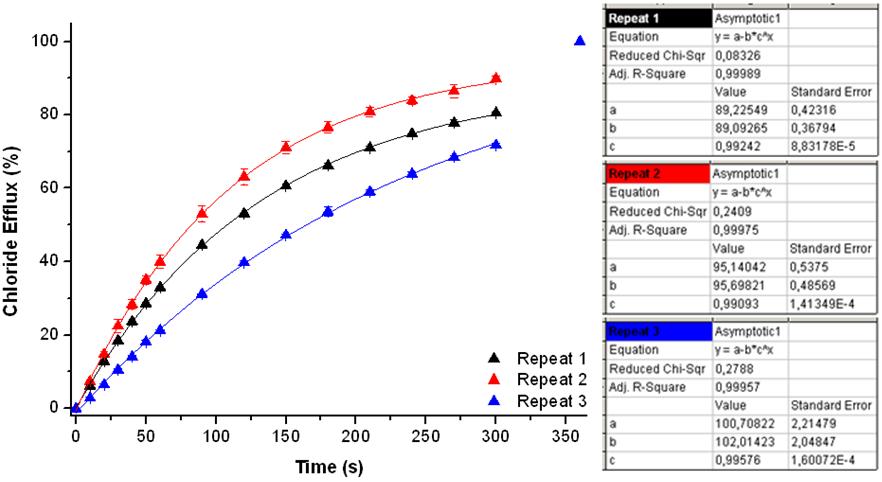 Chloride Efflux (%)
100
80
60
40
20
0
0 50 100 150 200 250 300 350
Time (s)
Repeat 1
Repeat 2
Repeat 3
Repeat 1 Asymptotic1
Equation y = a-b*c^x
Reduced Chi-Sqr 0,08326
Adj. R-Square 0,99989
Value Standard Error
a 89,22549 0,42316
b 89,09265 0,36794
c 0,99242 8,83178E-5
Repeat 2 Asymptotic1
Equation y = a-b*c^x
Reduced Chi-Sqr 0,2409
Adj. R-Square 0,99975
Value Standard Error
a 95,14042 0,5375
b 95,69821 0,48569
c 0,99093 1,41349E-4
Repeat 3 Asymptotic1
Equation y = a-b*c^x
Reduced Chi-Sqr 0,2788
Adj. R-Square 0,99957
Value Standard Error
a 100,70822 2,21479
b 102,01423 2,04847
c 0,99576 1,60072E-4